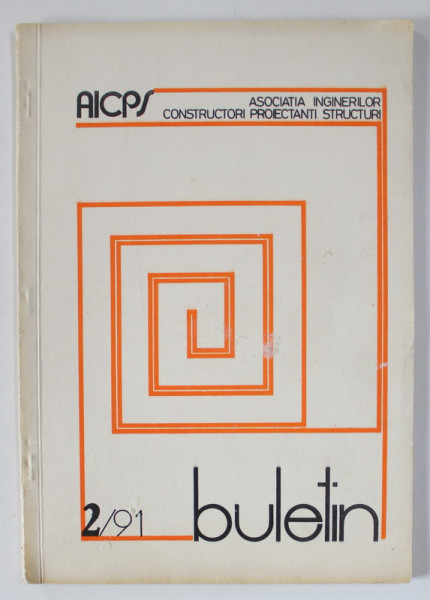 AICPS
ASOCIATIA INGINERILOR
CONSTRUCTORI PROIECTANTI STRUCTURI
2/91 buletin